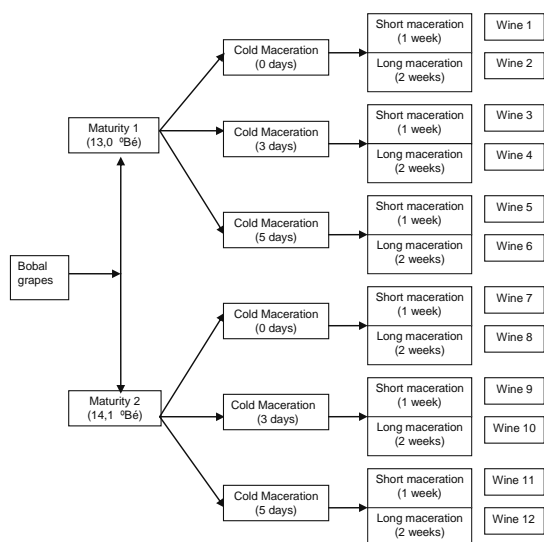 Bobal
grapes
Maturity 1
(13,0 ºBé)
Cold Maceration
(0 days)
Short maceration
(1 week)
Wine 1
Long maceration
(2 weeks)
Wine 2
Cold Maceration
(3 days)
Short maceration
(1 week)
Wine 3
Long maceration
(2 weeks)
Wine 4
Cold Maceration
(5 days)
Short maceration
(1 week)
Wine 5
Long maceration
(2 weeks)
Wine 6
Maturity 2
(14,1 ºBé)
Cold Maceration
(0 days)
Short maceration
(1 week)
Wine 7
Long maceration
(2 weeks)
Wine 8
Cold Maceration
(3 days)
Short maceration
(1 week)
Wine 9
Long maceration
(2 weeks)
Wine 10
Cold Maceration
(5 days)
Short maceration
(1 week)
Wine 11
Long maceration
(2 weeks)
Wine 12